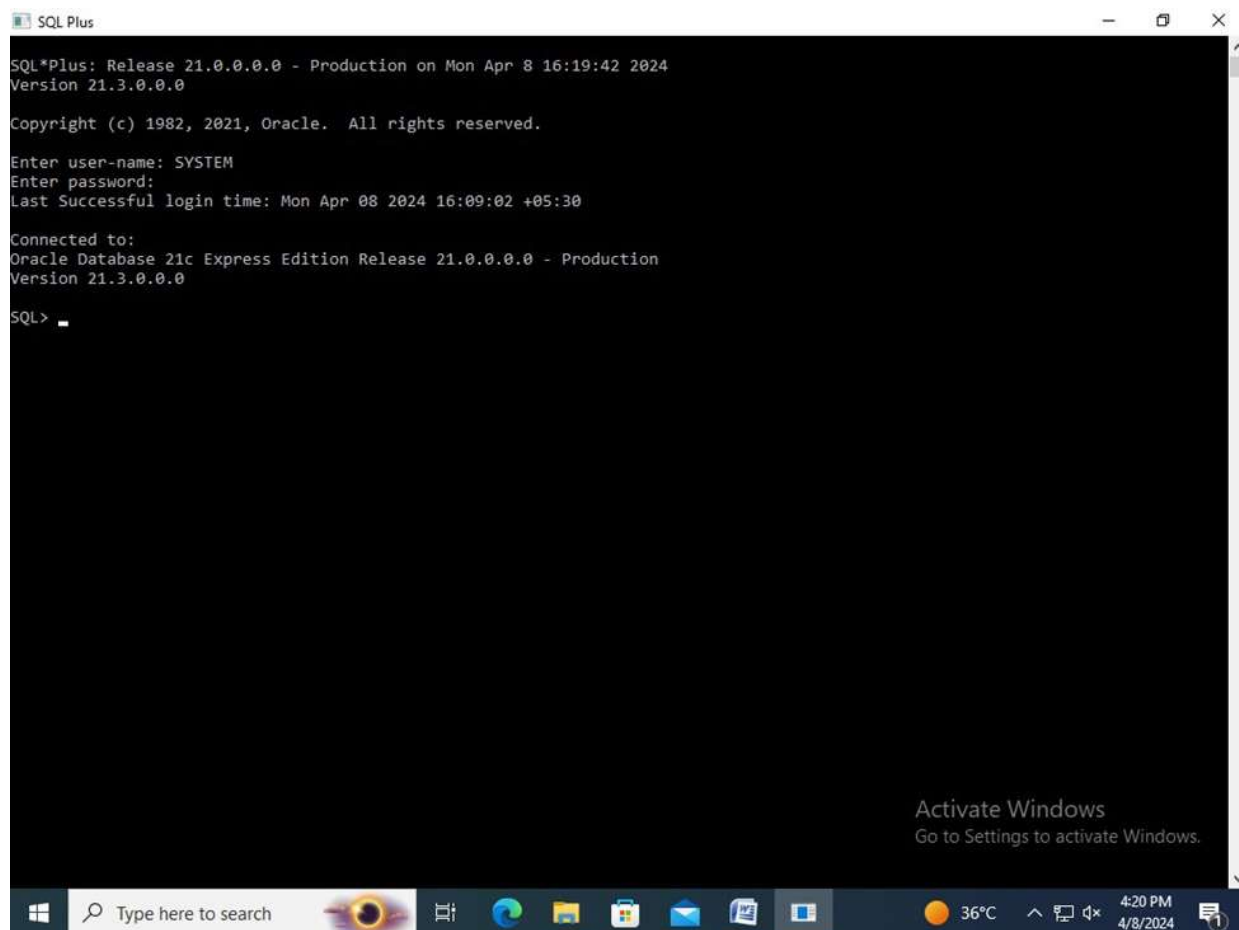 SQL Plus
SQL*Plus: Release 21.0.0.0.0 - Production on Mon Apr 8 16:19:42 2024
Version 21.3.0.0.0
Copyright (c) 1982, 2021, Oracle.  All rights reserved.
Enter user-name: SYSTEM
Enter password:
Last Successful login time: Mon Apr 08 2024 16:09:02 +05:30
Connected to:
Oracle Database 21c Express Edition Release 21.0.0.0.0 - Production
Version 21.3.0.0.0
SQL> _
Activate Windows
Go to Settings to activate Windows.
Type here to search
36°C
4:20 PM
4/8/2024
1